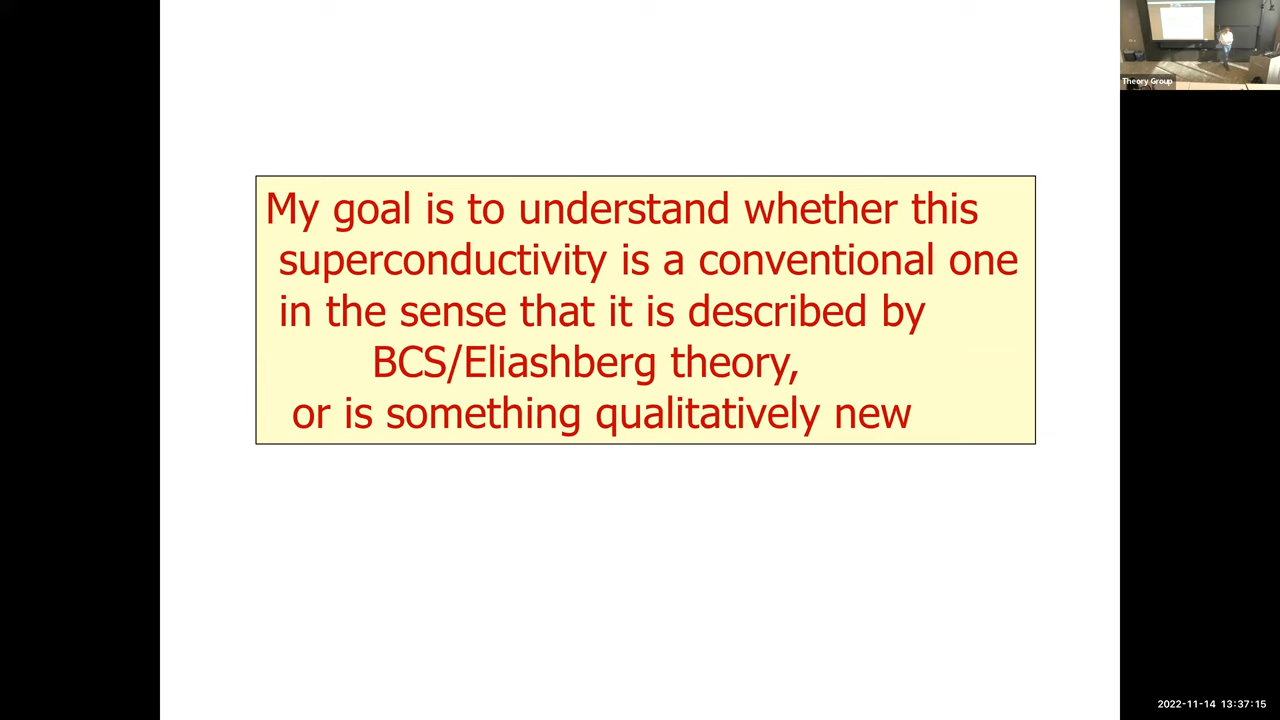 My goal is to understand whether this
superconductivity is a conventional one
in the sense that it is described by
BCS/Eliashberg theory,
or is something qualitatively new
Theory Group
2022-11-14 13:37:15